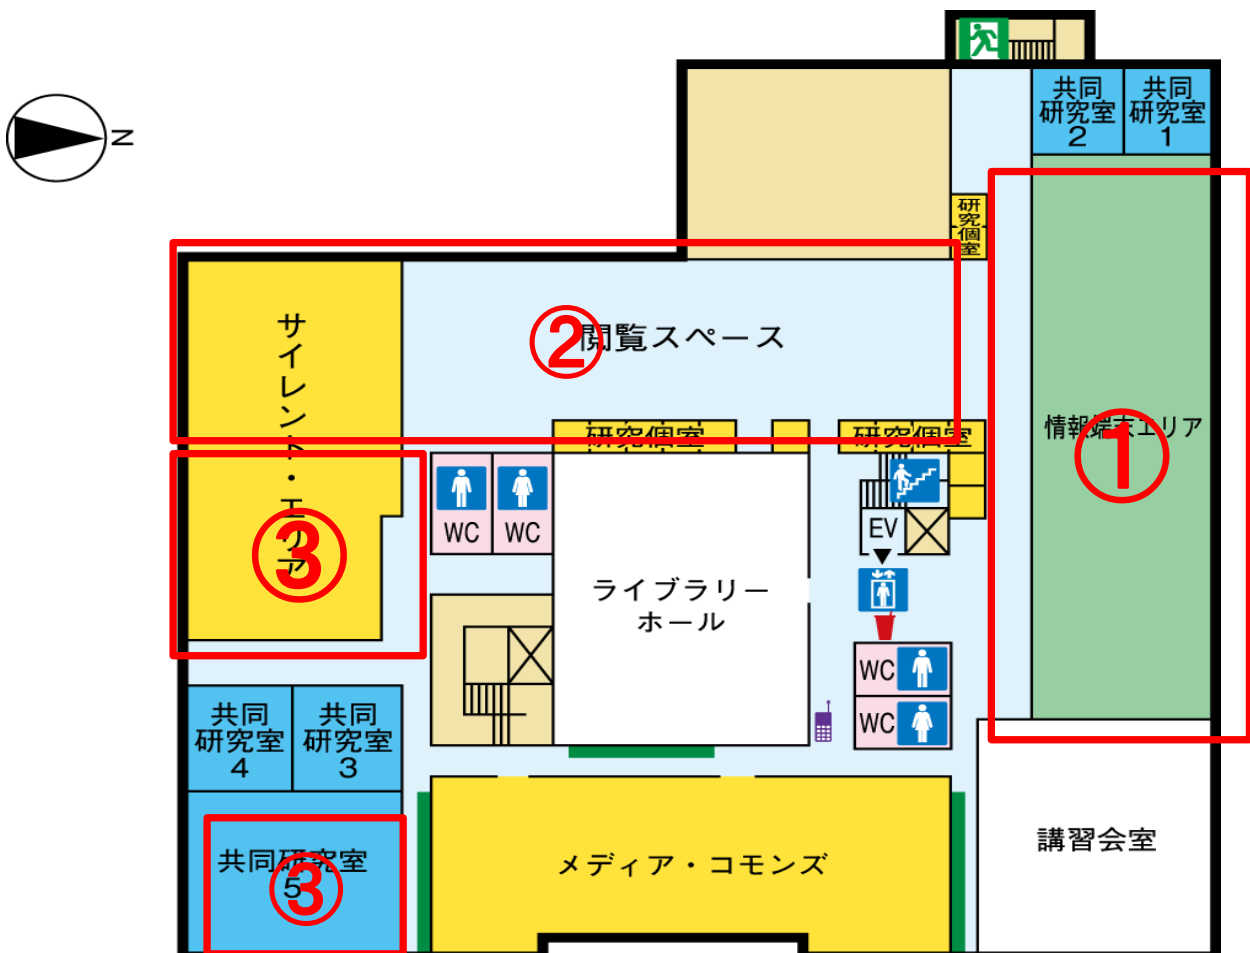 N
共同
研究室
2
共同
研究室
1
研究個室
サイレント・エリア
②
閲覧スペース
研究個室
研究個室
情報端末エリア
①
③
WC
WC
EV
ライブラリー
ホール
WC
WC
共同
研究室
4
共同
研究室
3
共同研究室
5
③
メディア・コモンズ
講習会室